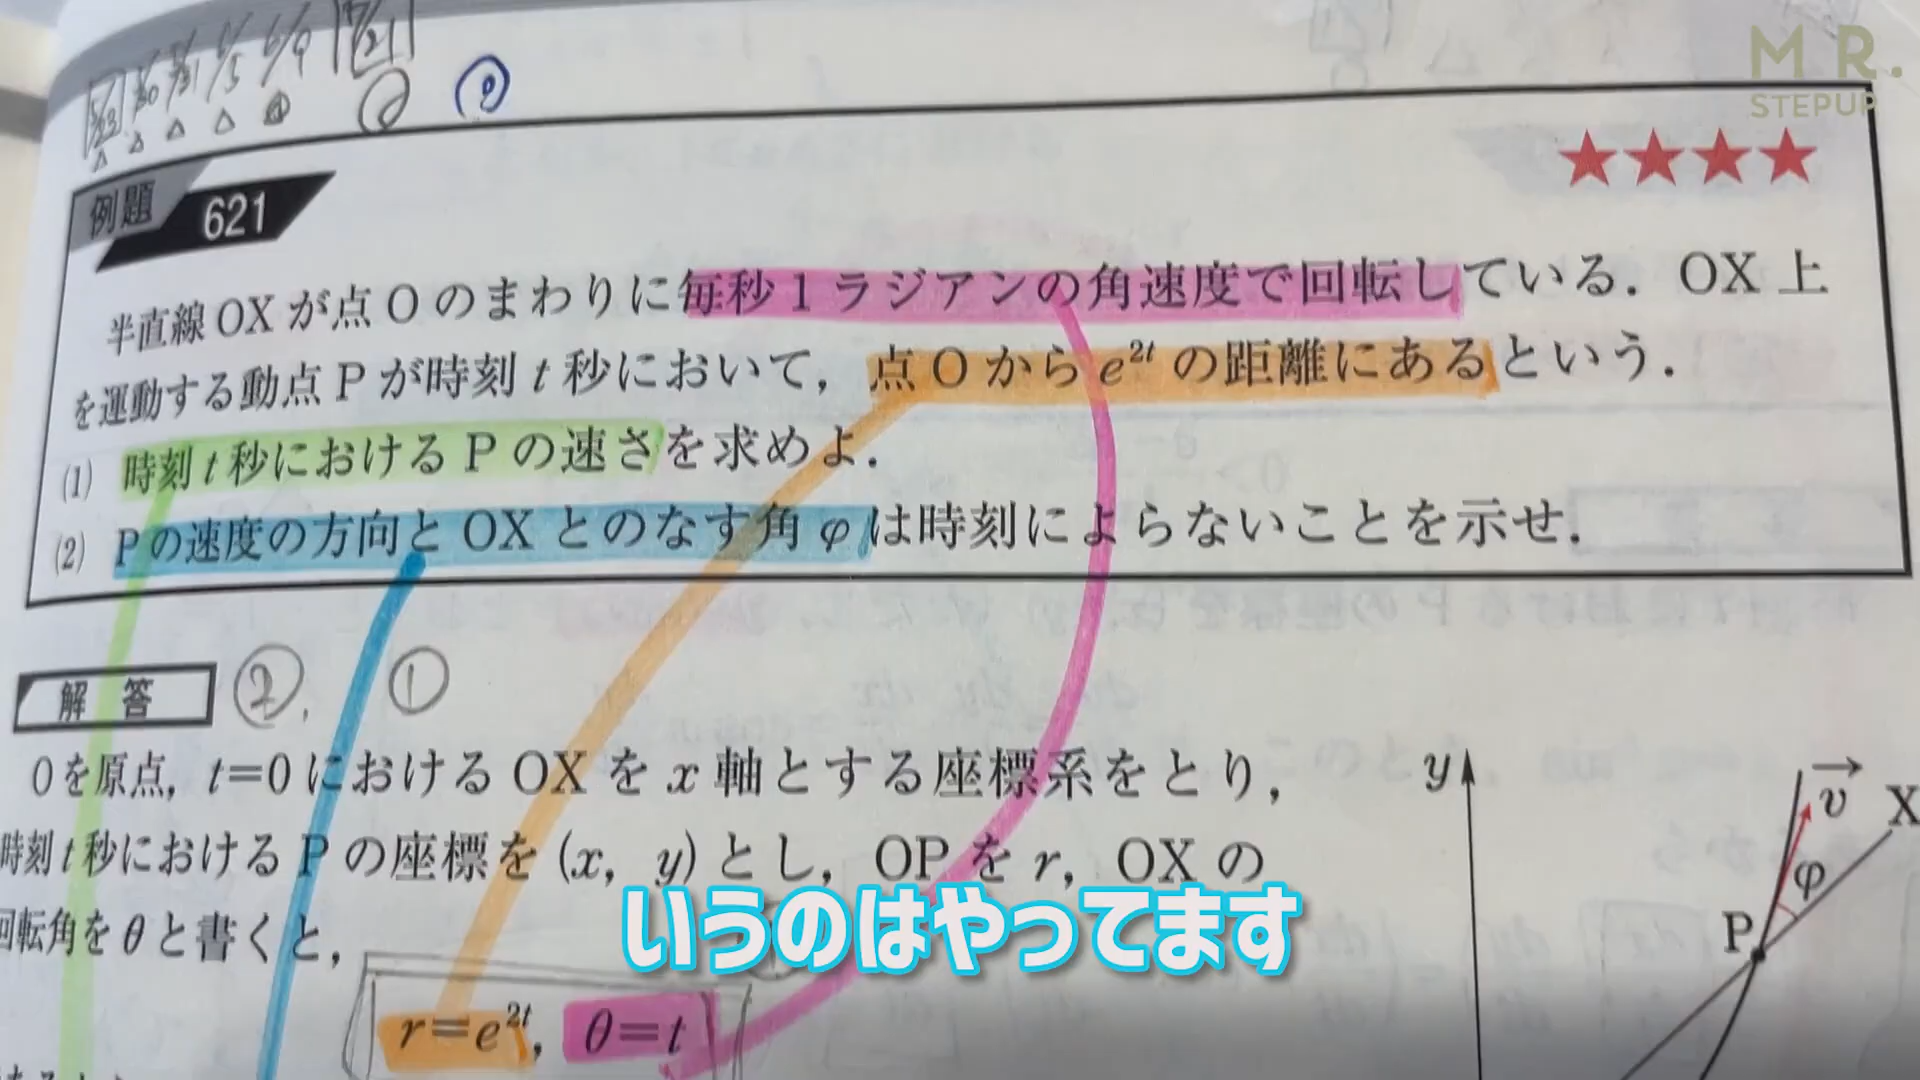 MR.
STEPUP
★★★★
例題 621
半直線OXが点Oのまわりに毎秒1ラジアンの角速度で回転している. OX上
を運動する動点Pが時刻t秒において, 点Oからe^{2t}の距離にあるという.
(1) 時刻t秒におけるPの速さを求めよ.
(2) Pの速度の方向とOXとのなす角φは時刻によらないことを示せ.
解答 ②, ①
Oを原点, t=0におけるOXをx軸とする座標系をとり,
時刻t秒におけるPの座標を(x, y)とし, OPをr, OXの
回転角をθと書くと,
r=e^{2t}, θ=t
y
v
X
φ
P
いうのはやってます